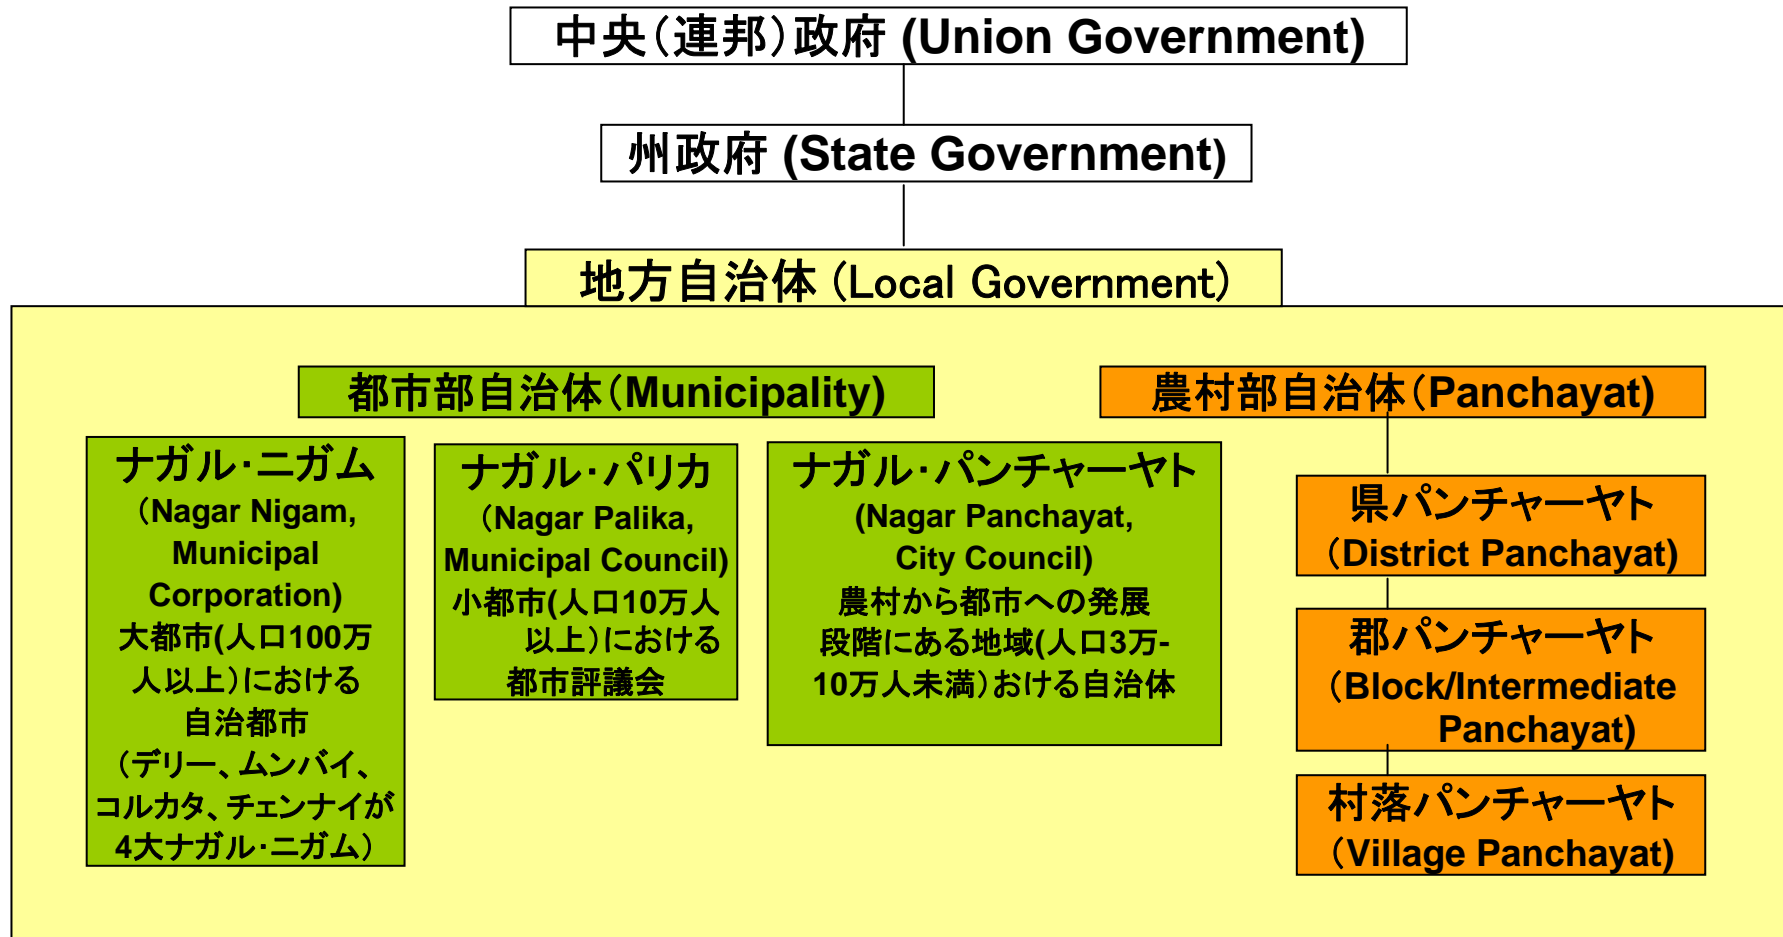 中央（連邦）政府 (Union Government)
州政府 (State Government)
地方自治体 (Local Government)
都市部自治体（Municipality)
農村部自治体（Panchayat)
ナガル・ニガム
（Nagar Nigam,
Municipal
Corporation)
大都市(人口100万
人以上）における
自治都市
（デリー、ムンバイ、
コルカタ、チェンナイが
4大ナガル・ニガム）
ナガル・パリカ
（Nagar Palika,
Municipal Council)
小都市(人口10万人
以上）における
都市評議会
ナガル・パンチャーヤト
(Nagar Panchayat,
City Council)
農村から都市への発展
段階にある地域(人口3万-
10万人未満）おける自治体
県パンチャーヤト
（District Panchayat)
郡パンチャーヤト
（Block/Intermediate
Panchayat)
村落パンチャーヤト
（Village Panchayat)